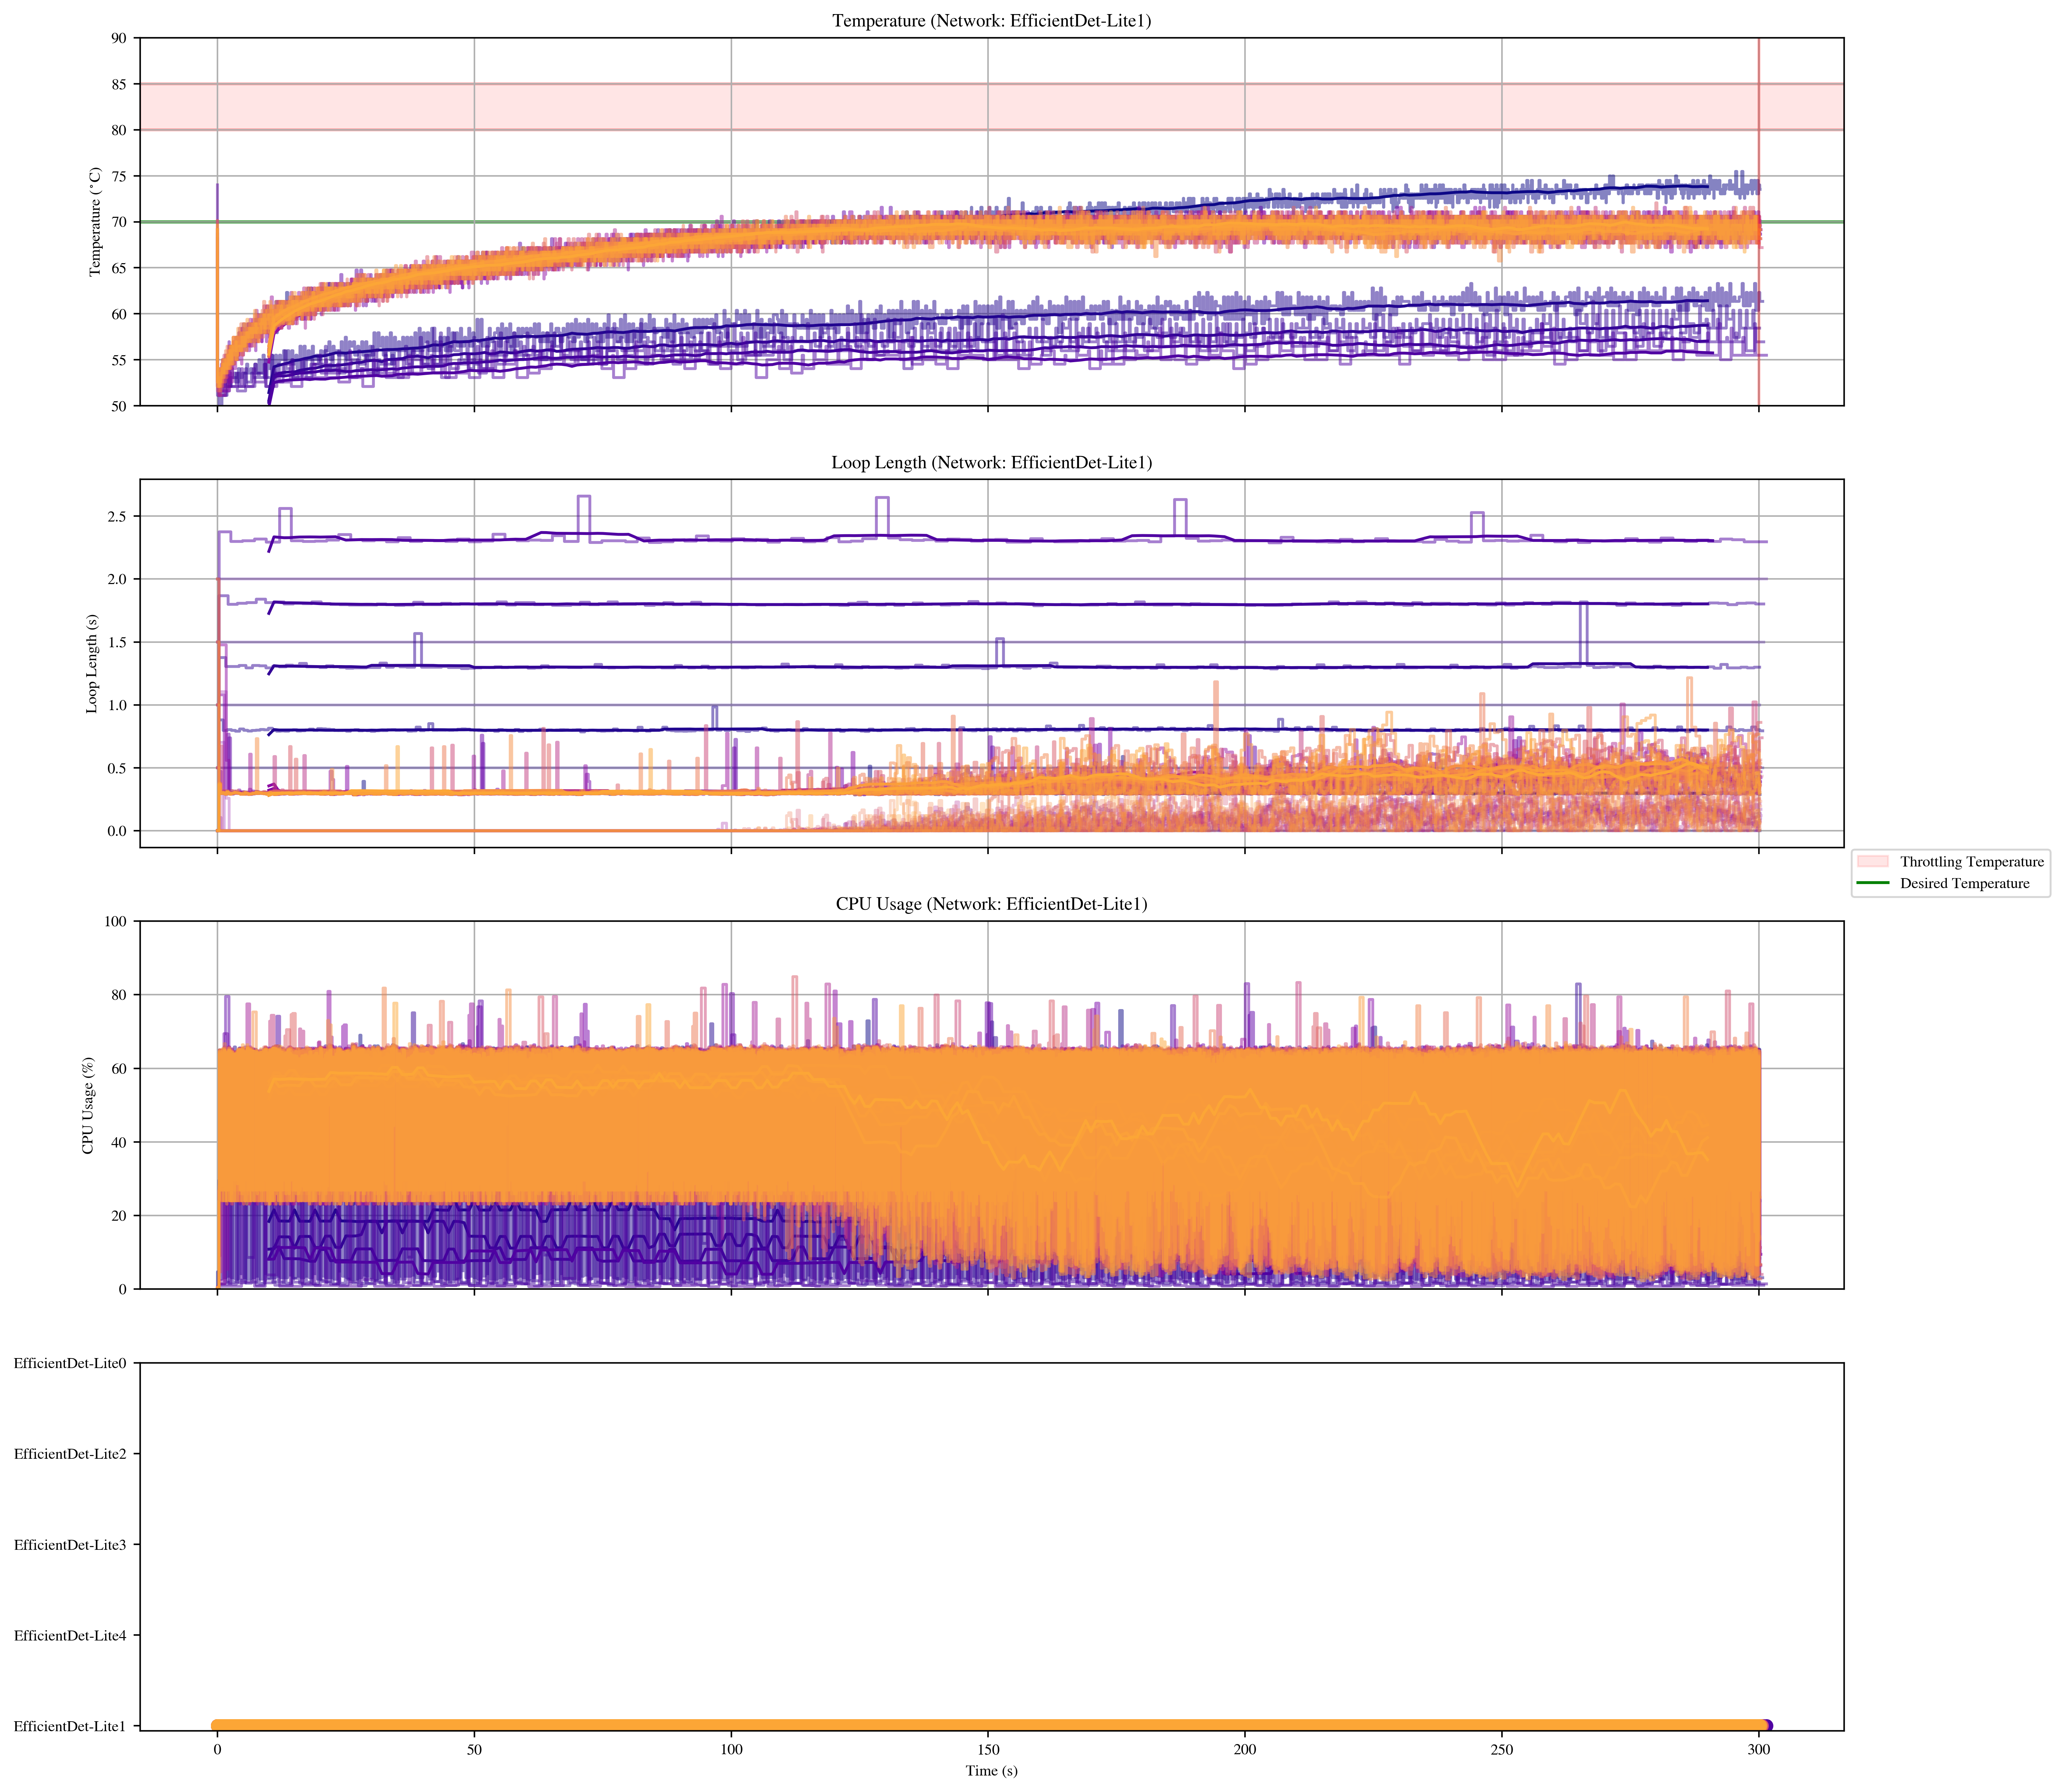 Temperature (Network: EfficientDet-Lite1)
90
85
80
75
70
65
60
55
50
Temperature (°C)
Loop Length (Network: EfficientDet-Lite1)
2.5
2.0
1.5
1.0
0.5
0.0
Loop Length (s)
Throttling Temperature
Desired Temperature
CPU Usage (Network: EfficientDet-Lite1)
100
80
60
40
20
0
CPU Usage (%)
EfficientDet-Lite0
EfficientDet-Lite2
EfficientDet-Lite3
EfficientDet-Lite4
EfficientDet-Lite1
0 50 100 150 200 250 300
Time (s)